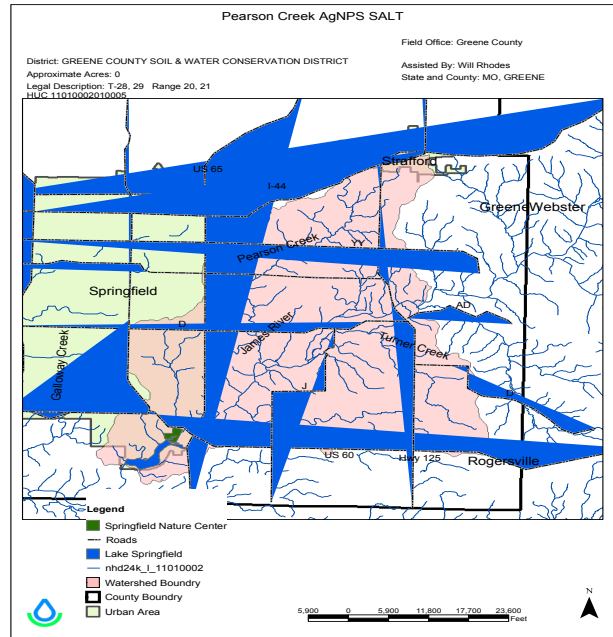 Pearson Creek AgNPS SALT
Field Office: Greene County
District: GREENE COUNTY SOIL & WATER CONSERVATION DISTRICT
Assisted By: Will Rhodes
Approximate Acres: 0
State and County: MO, GREENE
Legal Description: T-28, 29 Range 20, 21
HUC 11010002010005
US 65
Strafford
I-44
Greene
Webster
Pearson Creek
YY
Springfield
AD
D
James River
Turner Creek
Galloway Creek
J
D
US 60
Hwy 125
Rogersville
Legend
Springfield Nature Center
Roads
Lake Springfield
nhd24k_l_11010002
Watershed Boundry
County Boundry
Urban Area
5,900 0 5,900 11,800 17,700 23,600
Feet
N